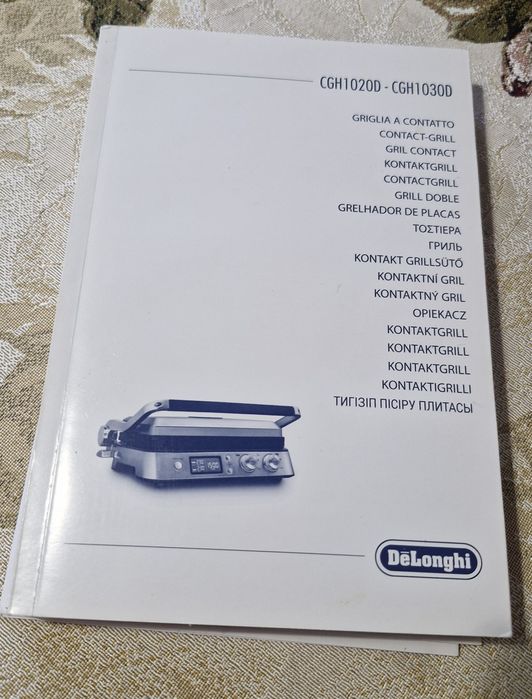 CGH1020D - CGH1030D
GRIGLIA A CONTATTO
CONTACT-GRILL
GRIL CONTACT
KONTAKTGRILL
CONTACTGRILL
GRILL DOBLE
GRELHADOR DE PLACAS
ΤΟΣΤΙΕΡΑ
ГРИЛЬ
KONTAKT GRILLSÜTŐ
KONTAKTNÍ GRIL
KONTAKTNÝ GRIL
OPIEKACZ
KONTAKTGRILL
KONTAKTGRILL
KONTAKTGRILL
KONTAKTIGRILLI
ТИГІЗІП ПІСІРУ ПЛИТАСЫ
DēLonghi